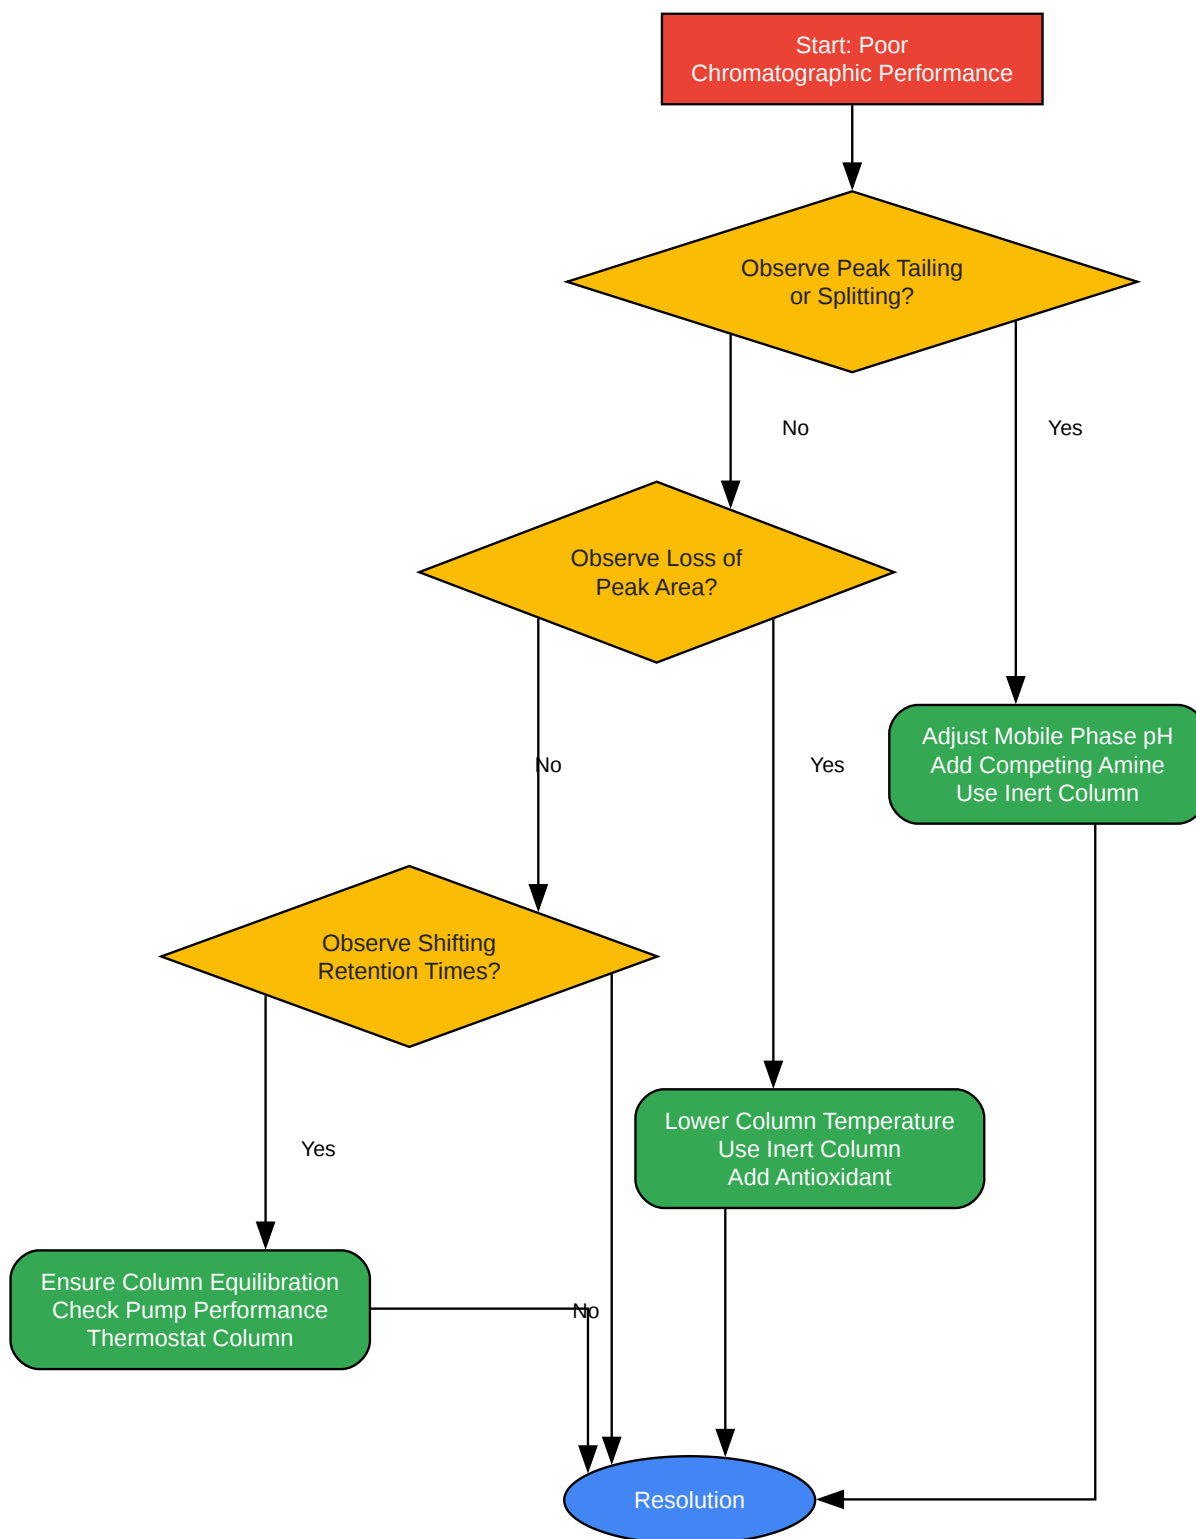 Start: Poor
Chromatographic Performance
Observe Peak Tailing
or Splitting?
No
Yes
Observe Loss of
Peak Area?
Adjust Mobile Phase pH
Add Competing Amine
Use Inert Column
No
Yes
Observe Shifting
Retention Times?
Lower Column Temperature
Use Inert Column
Add Antioxidant
Yes
Ensure Column Equilibration
Check Pump Performance
Thermostat Column
No
Resolution